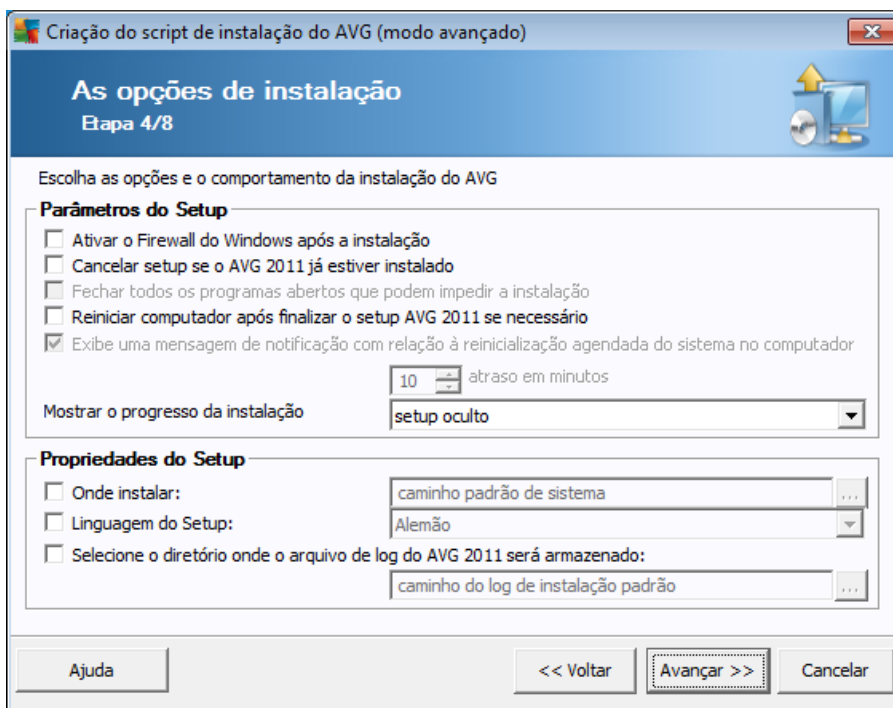 Criação do script de instalação do AVG (modo avançado)
As opções de instalação
Etapa 4/8
Escolha as opções e o comportamento da instalação do AVG
Parâmetros do Setup
Ativar o Firewall do Windows após a instalação
Cancelar setup se o AVG 2011 já estiver instalado
Fechar todos os programas abertos que podem impedir a instalação
Reiniciar computador após finalizar o setup AVG 2011 se necessário
Exibe uma mensagem de notificação com relação à reinicialização agendada do sistema no computador
10 atraso em minutos
Mostrar o progresso da instalação setup oculto
Propriedades do Setup
Onde instalar: caminho padrão de sistema ...
Linguagem do Setup: Alemão
Selecione o diretório onde o arquivo de log do AVG 2011 será armazenado:
caminho do log de instalação padrão ...
Ajuda << Voltar Avançar >> Cancelar